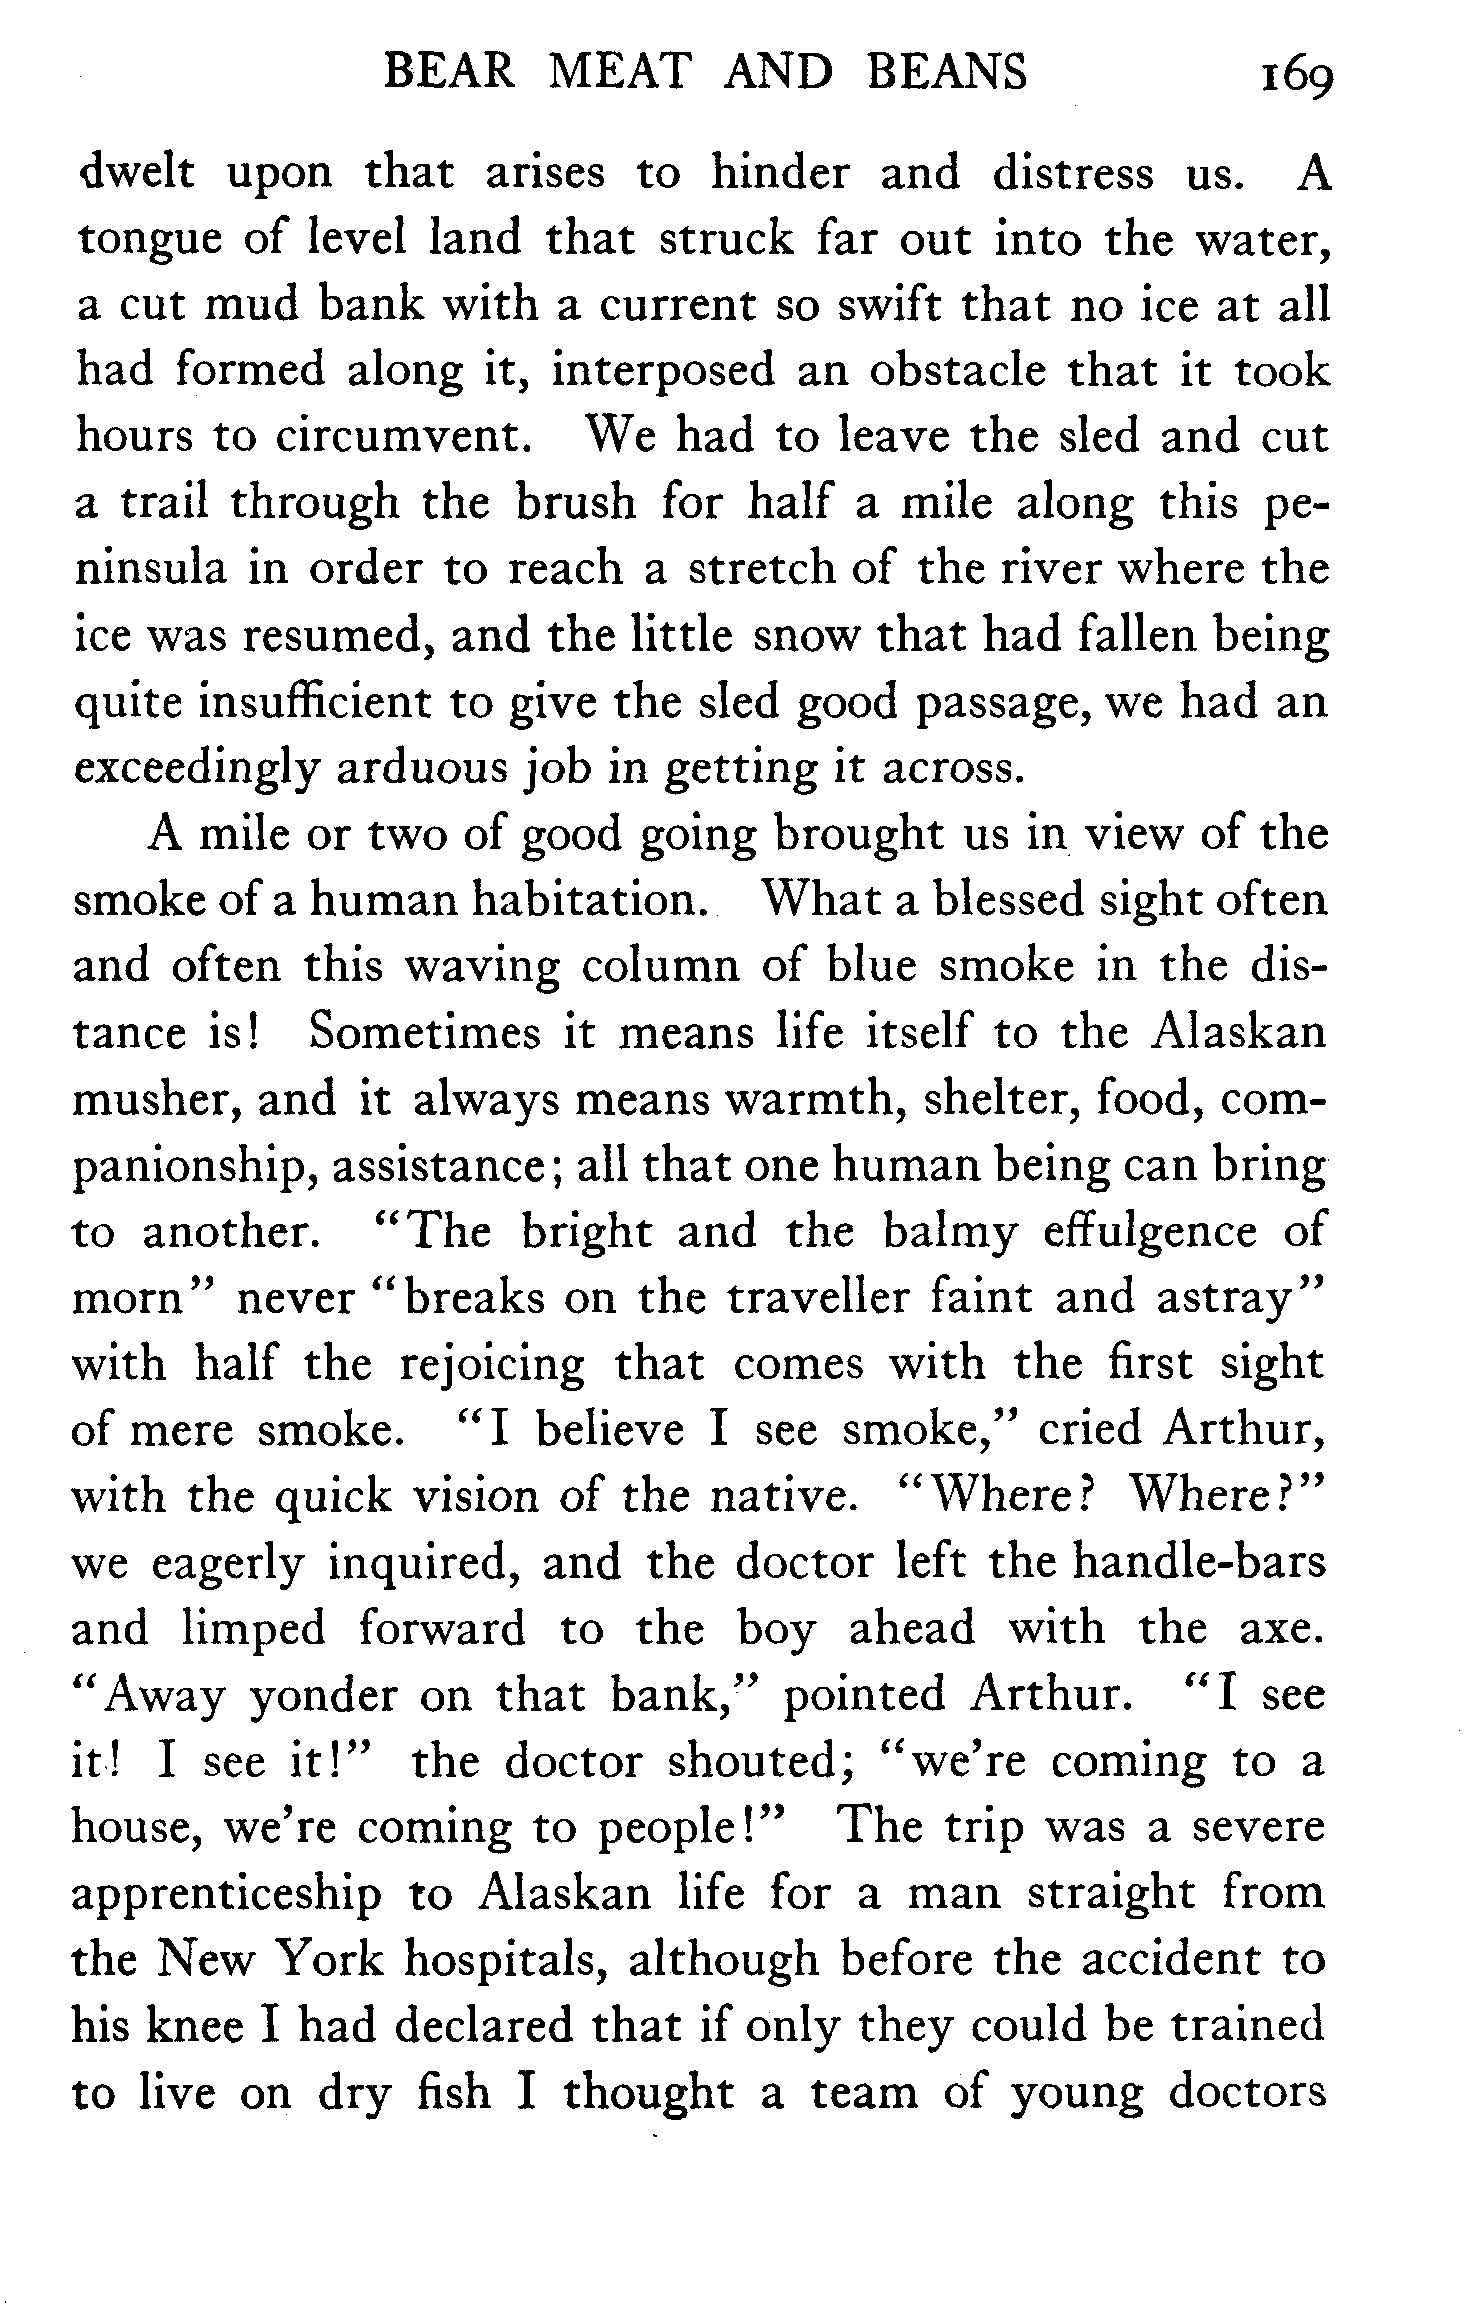 BEAR MEAT AND BEANS 169
dwelt upon that arises to hinder and distress us. A
tongue of level land that struck far out into the water,
a cut mud bank with a current so swift that no ice at all
had formed along it, interposed an obstacle that it took
hours to circumvent. We had to leave the sled and cut
a trail through the brush for half a mile along this pe-
ninsula in order to reach a stretch of the river where the
ice was resumed, and the little snow that had fallen being
quite insufficient to give the sled good passage, we had an
exceedingly arduous job in getting it across.
A mile or two of good going brought us in view of the
smoke of a human habitation. What a blessed sight often
and often this waving column of blue smoke in the dis-
tance is! Sometimes it means life itself to the Alaskan
musher, and it always means warmth, shelter, food, com-
panionship, assistance; all that one human being can bring
to another. "The bright and the balmy effulgence of
morn" never "breaks on the traveller faint and astray"
with half the rejoicing that comes with the first sight
of mere smoke. "I believe I see smoke," cried Arthur,
with the quick vision of the native. "Where? Where?"
we eagerly inquired, and the doctor left the handle-bars
and limped forward to the boy ahead with the axe.
"Away yonder on that bank," pointed Arthur. "I see
it! I see it!" the doctor shouted; "we're coming to a
house, we're coming to people!" The trip was a severe
apprenticeship to Alaskan life for a man straight from
the New York hospitals, although before the accident to
his knee I had declared that if only they could be trained
to live on dry fish I thought a team of young doctors